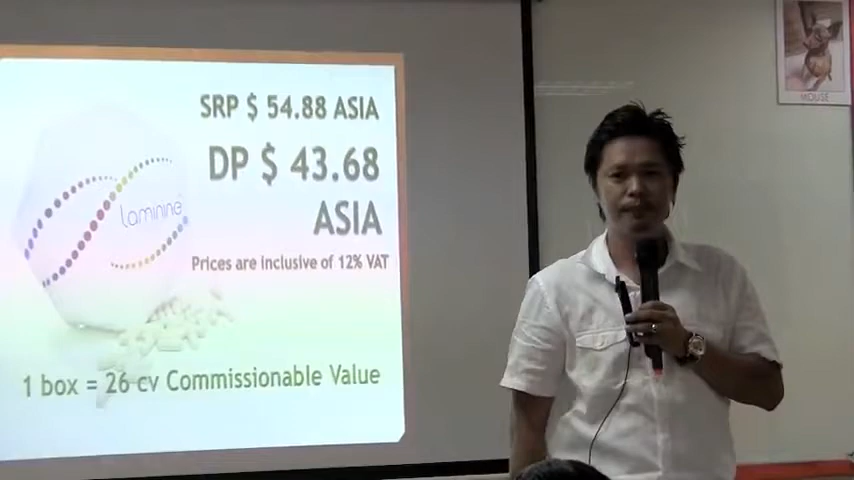 SRP $ 54.88 ASIA
DP $ 43.68
ASIA
Prices are inclusive of 12% VAT
laminine
1 box = 26 cv Commissionable Value
MOUSE